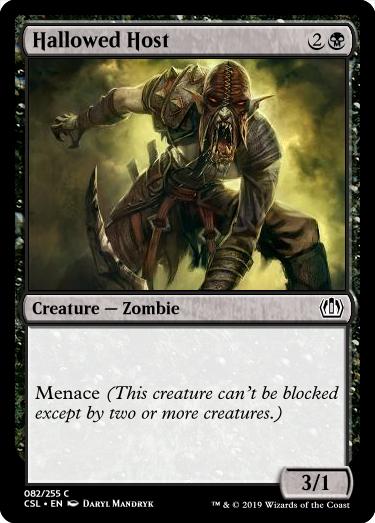 Hallowed Host 2
Creature — Zombie
Menace (This creature can't be blocked
except by two or more creatures.)
3/1
082/255 C
CSL • EN Daryl Mandryk
™ & © 2019 Wizards of the Coast